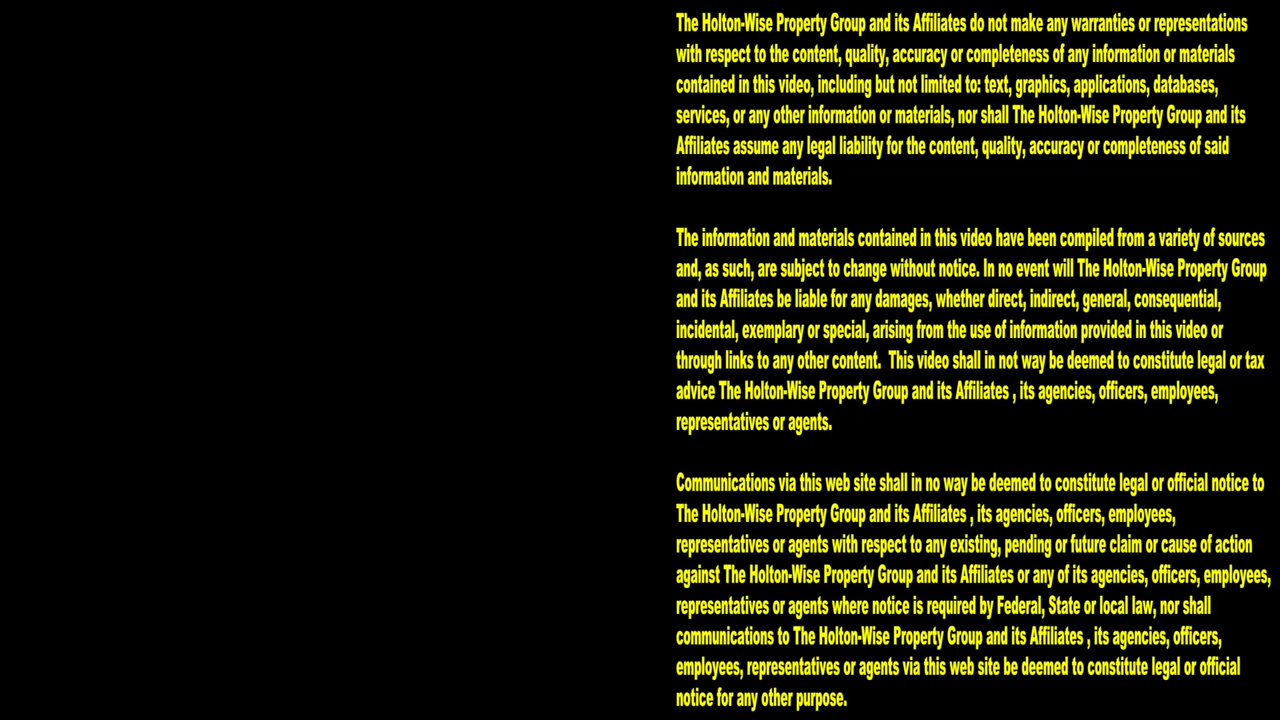 The Holton-Wise Property Group and its Affiliates do not make any warranties or representations
with respect to the content, quality, accuracy or completeness of any information or materials
contained in this video, including but not limited to: text, graphics, applications, databases,
services, or any other information or materials, nor shall The Holton-Wise Property Group and its
Affiliates assume any legal liability for the content, quality, accuracy or completeness of said
information and materials.
The information and materials contained in this video have been compiled from a variety of sources
and, as such, are subject to change without notice. In no event will The Holton-Wise Property Group
and its Affiliates be liable for any damages, whether direct, indirect, general, consequential,
incidental, exemplary or special, arising from the use of information provided in this video or
through links to any other content.  This video shall in not way be deemed to constitute legal or tax
advice The Holton-Wise Property Group and its Affiliates , its agencies, officers, employees,
representatives or agents.
Communications via this web site shall in no way be deemed to constitute legal or official notice to
The Holton-Wise Property Group and its Affiliates , its agencies, officers, employees,
representatives or agents with respect to any existing, pending or future claim or cause of action
against The Holton-Wise Property Group and its Affiliates or any of its agencies, officers, employees,
representatives or agents where notice is required by Federal, State or local law, nor shall
communications to The Holton-Wise Property Group and its Affiliates , its agencies, officers,
employees, representatives or agents via this web site be deemed to constitute legal or official
notice for any other purpose.